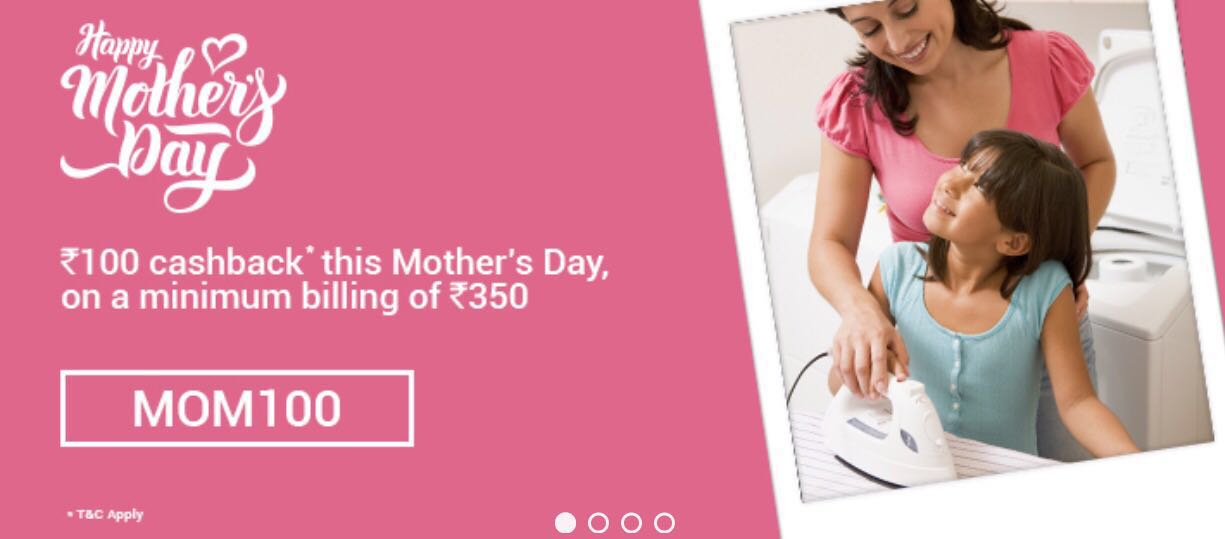 Happy
Mother's
Day
₹100 cashback* this Mother's Day,
on a minimum billing of ₹350
MOM100
* T&C Apply